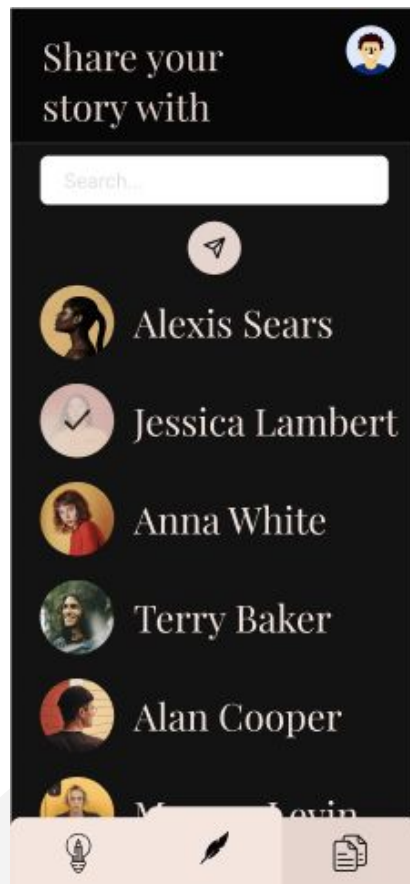 Share your
story with
Search...
Alexis Sears
Jessica Lambert
Anna White
Terry Baker
Alan Cooper